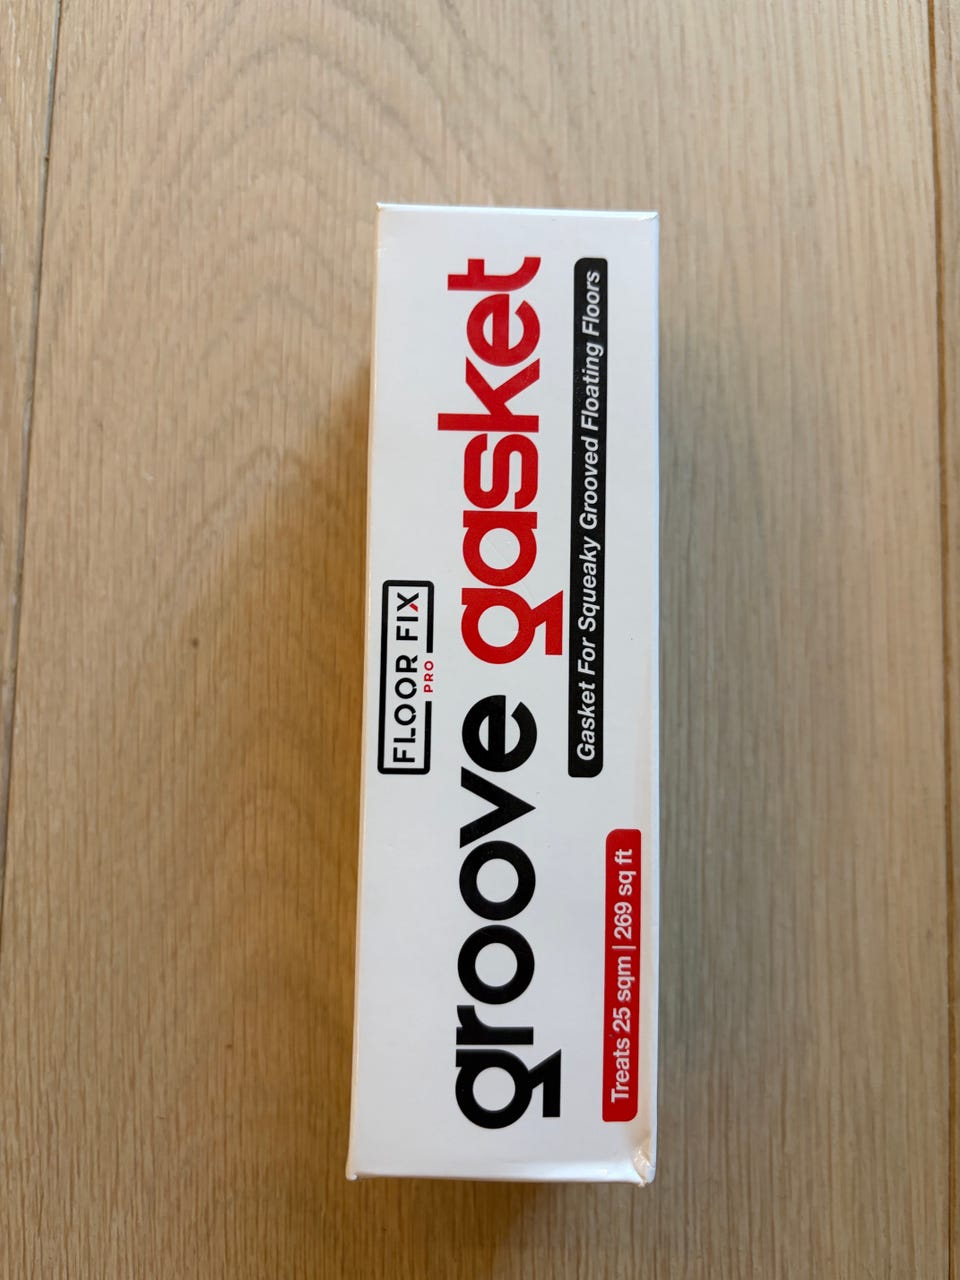 FLOOR FIX
PRO
groove gasket
Gasket For Squeaky Grooved Floating Floors
Treats 25 sqm | 269 sq ft